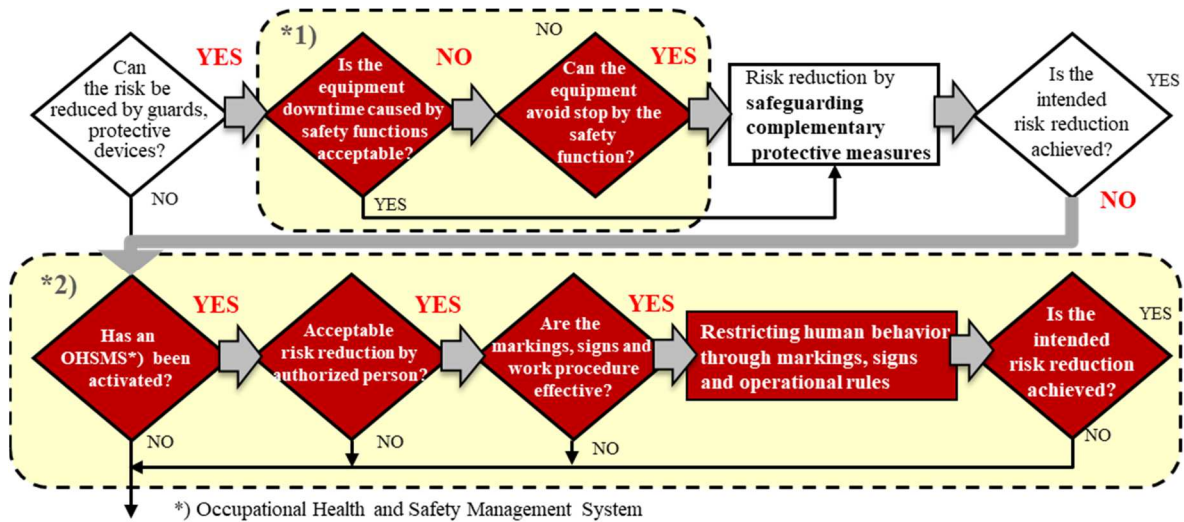 *1)
Can
the risk be
reduced by guards,
protective
devices?
YES
NO
Is the
equipment
downtime caused by
safety functions
acceptable?
NO
YES
Can the
equipment
avoid stop by the
safety
function?
NO
YES
Risk reduction by
safeguarding
complementary
protective measures
Is the
intended
risk reduction
achieved?
YES
NO
*2)
Has an
OHSMS*) been
activated?
YES
NO
Acceptable
risk reduction by
authorized person?
YES
NO
Are the
markings, signs and
work procedure
effective?
YES
NO
Restricting human behavior
through markings, signs
and operational rules
Is the
intended
risk reduction
achieved?
YES
NO
*) Occupational Health and Safety Management System